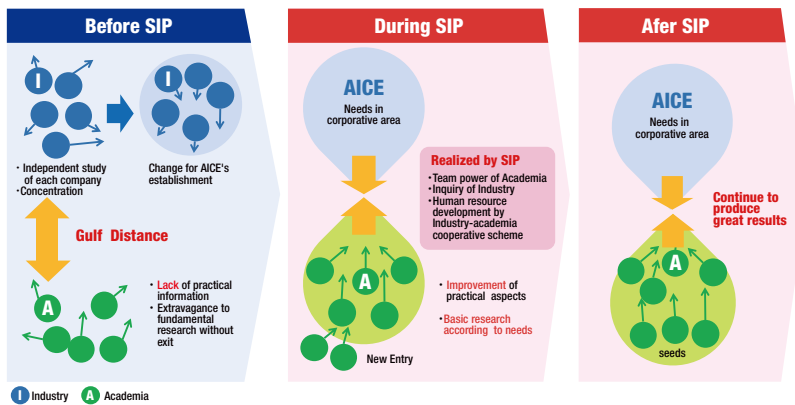 Before SIP
I
I
• Independent study
of each company
•Concentration
Change for AICE's
establishment
Gulf Distance
A
• Lack of practical
information
• Extravagance to
fundamental
research without
exit
During SIP
AICE
Needs in
corporative area
Realized by SIP
•Team power of Academia
•Inquiry of Industry
•Human resource
development by
Industry-academia
cooperative scheme
A
• Improvement of
practical aspects
•Basic research
according to needs
New Entry
Afer SIP
AICE
Needs in
corporative area
Continue to
produce
great results
A
seeds
I Industry A Academia